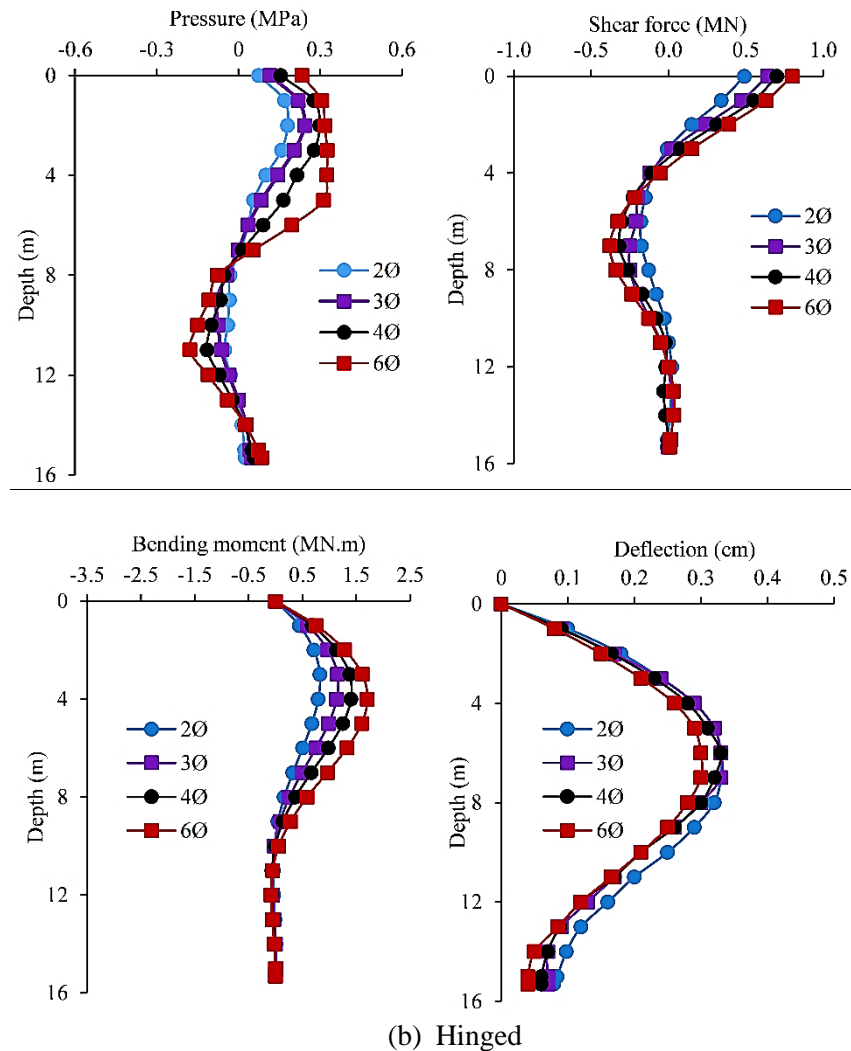 Pressure (MPa)
-0.6 -0.3 0 0.3 0.6
0
4
8
12
16
Depth (m)
2Ø
3Ø
4Ø
6Ø
Shear force (MN)
-1.0 -0.5 0.0 0.5 1.0
0
4
8
12
16
Depth (m)
2Ø
3Ø
4Ø
6Ø
Bending moment (MN.m)
-3.5 -2.5 -1.5 -0.5 0.5 1.5 2.5
0
4
8
12
16
Depth (m)
2Ø
3Ø
4Ø
6Ø
Deflection (cm)
0 0.1 0.2 0.3 0.4 0.5
0
4
8
12
16
Depth (m)
2Ø
3Ø
4Ø
6Ø
(b) Hinged